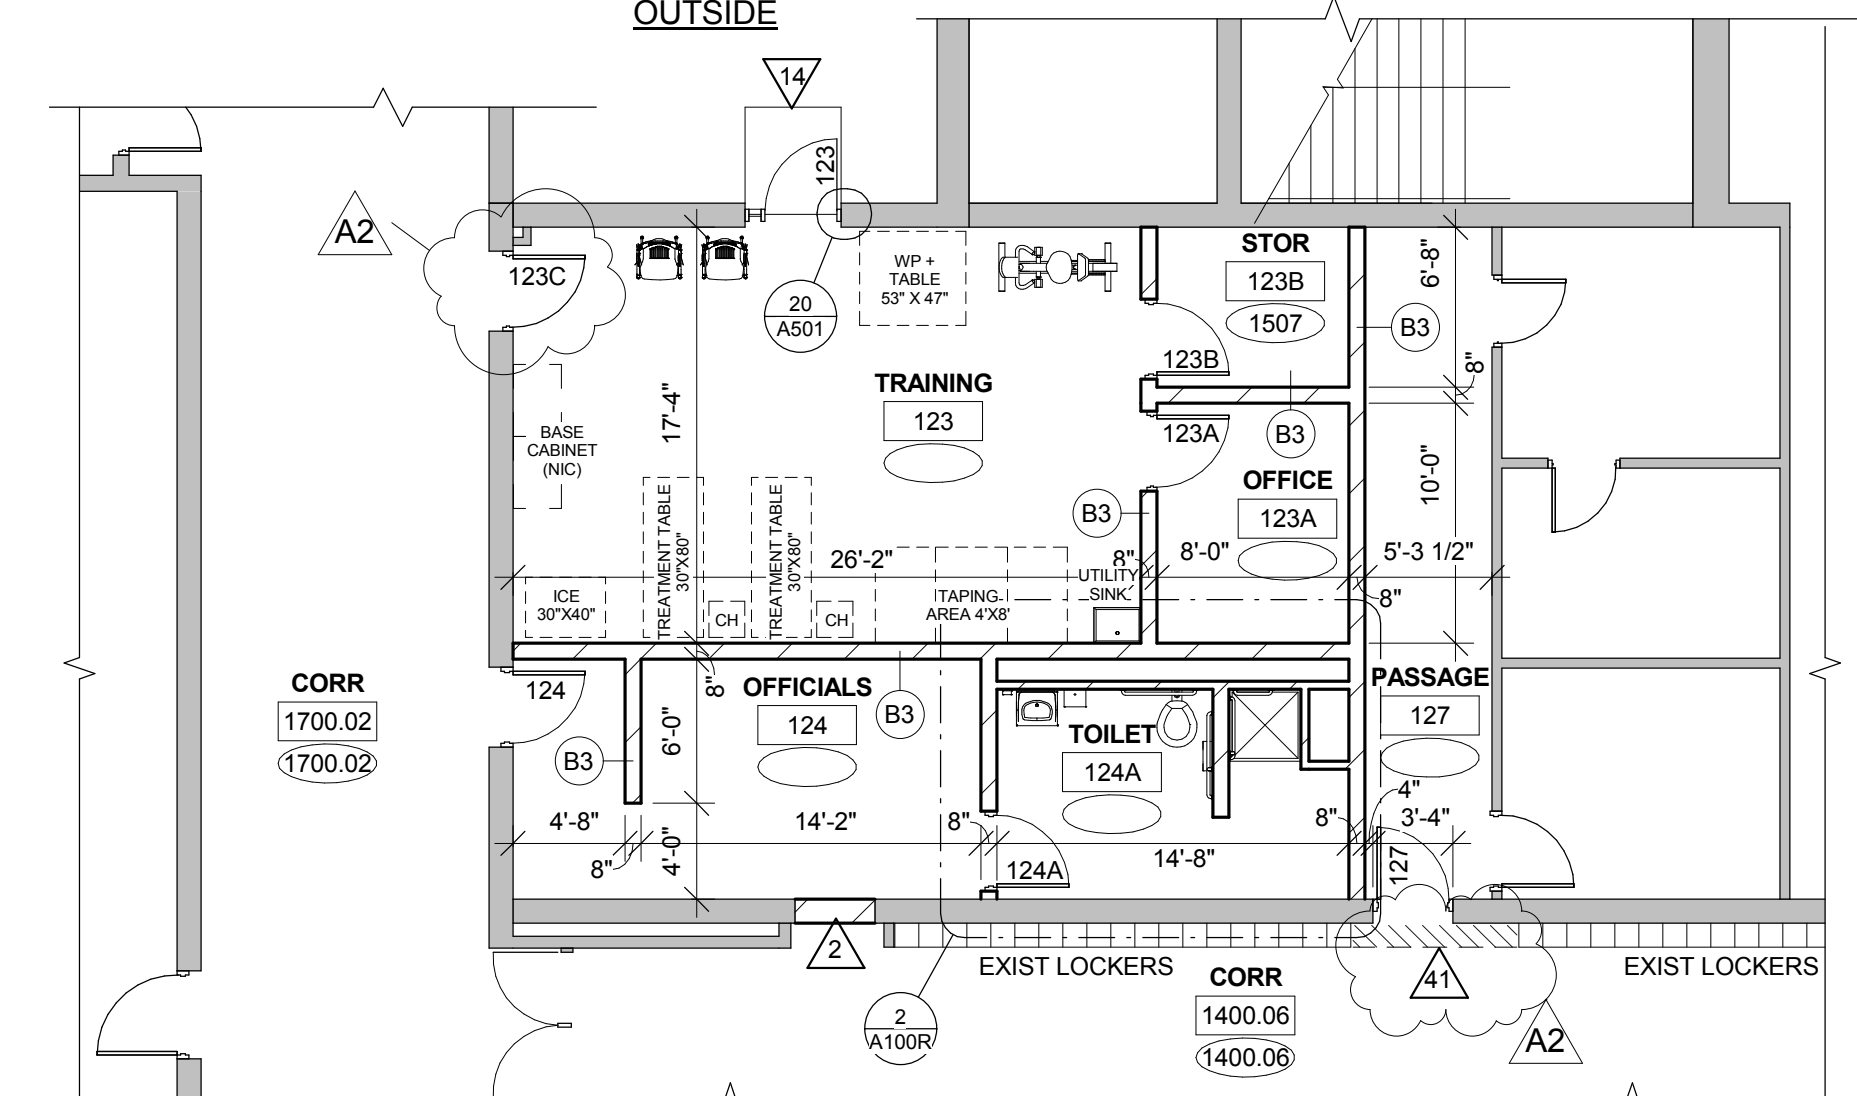 OUTSIDE
14
123
A2
123C
20
A501
WP +
TABLE
53" X 47"
STOR
123B
1507
6'-8"
B3
123B
8"
TRAINING
123
17'-4"
BASE
CABINET
(NIC)
123A
B3
10'-0"
OFFICE
123A
B3
TREATMENT TABLE
30"X80"
TREATMENT TABLE
30"X80"
26'-2"
8"
8'-0"
5'-3 1/2"
UTILITY
SINK
8"
ICE
30"X40"
CH
CH
TAPING
AREA 4'X8'
CORR
1700.02
1700.02
124
8"
OFFICIALS
124
B3
B3
6'-0"
TOILET
124A
PASSAGE
127
4"
4'-8"
14'-2"
8"
8"
3'-4"
8"
4'-0"
124A
14'-8"
127
2
EXIST LOCKERS
CORR
1400.06
1400.06
41
EXIST LOCKERS
A2
2
A100R